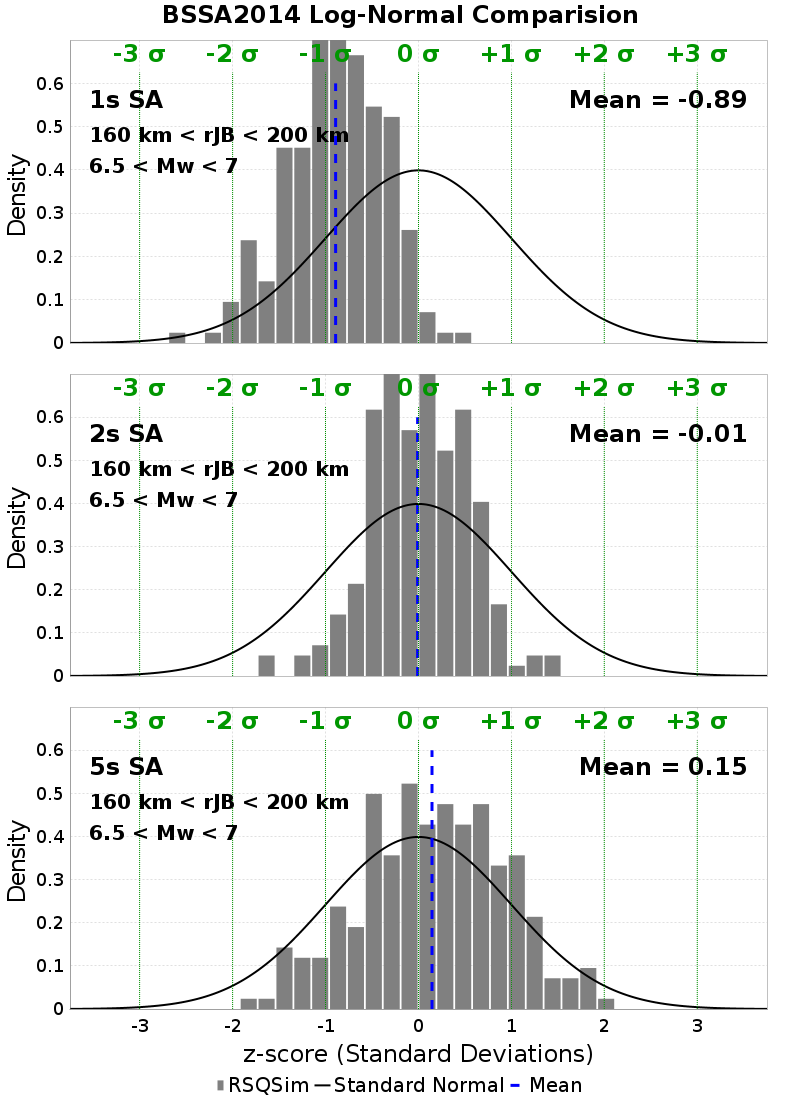 BSSA2014 Log-Normal Comparision
-3 σ -2 σ -1 σ 0 σ +1 σ +2 σ +3 σ
1s SA Mean = -0.89
160 km < rJB < 200 km
6.5 < Mw < 7
Density
0.6
0.5
0.4
0.3
0.2
0.1
0
-3 σ -2 σ -1 σ 0 σ +1 σ +2 σ +3 σ
2s SA Mean = -0.01
160 km < rJB < 200 km
6.5 < Mw < 7
Density
0.6
0.5
0.4
0.3
0.2
0.1
0
-3 σ -2 σ -1 σ 0 σ +1 σ +2 σ +3 σ
5s SA Mean = 0.15
160 km < rJB < 200 km
6.5 < Mw < 7
Density
0.6
0.5
0.4
0.3
0.2
0.1
0
-3 -2 -1 0 1 2 3
z-score (Standard Deviations)
RSQSim Standard Normal Mean